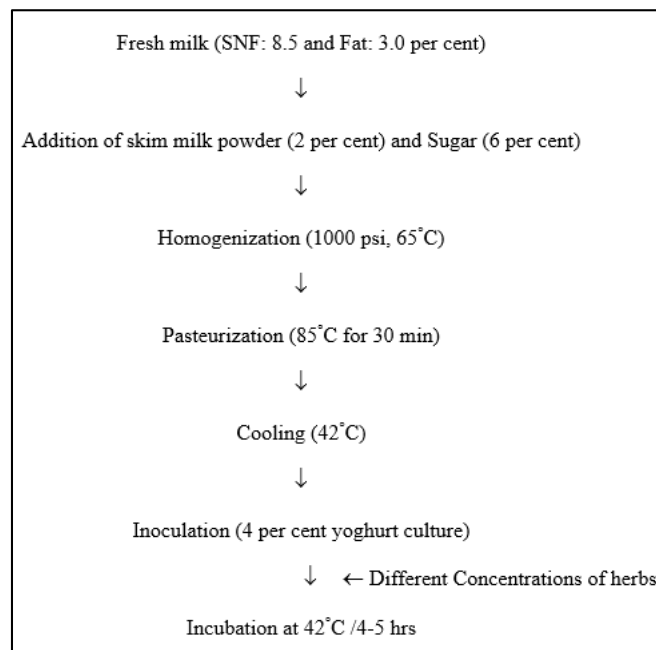 Fresh milk (SNF: 8.5 and Fat: 3.0 per cent)
↓
Addition of skim milk powder (2 per cent) and Sugar (6 per cent)
↓
Homogenization (1000 psi, 65°C)
↓
Pasteurization (85°C for 30 min)
↓
Cooling (42°C)
↓
Inoculation (4 per cent yoghurt culture)
↓ ← Different Concentrations of herbs
Incubation at 42°C /4-5 hrs